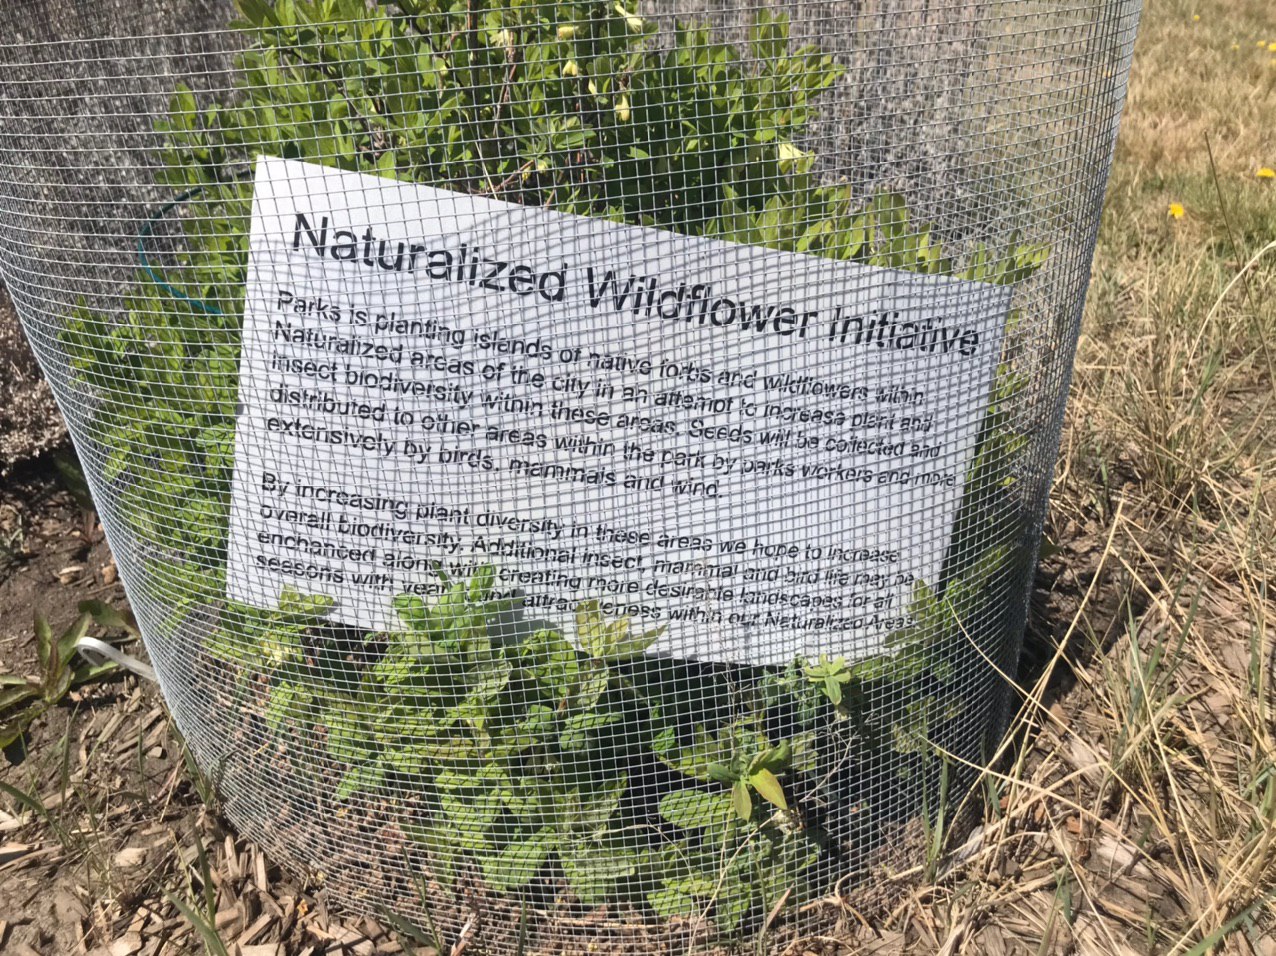 Naturalized Wildflower Initiative
Parks is planting islands of native forbs and wildflowers within
Naturalized areas of the city in an attempt to increase plant and
insect biodiversity within these areas. Seeds will be collected and
distributed to other areas within the park by parks workers and more
extensively by birds, mammals and wind.
By increasing plant diversity in these areas we hope to increase
overall biodiversity. Additional insect, mammal and bird life may be
enchanced along with creating more desirable landscapes for all
seasons with year attractiveness within our Naturalized Areas.